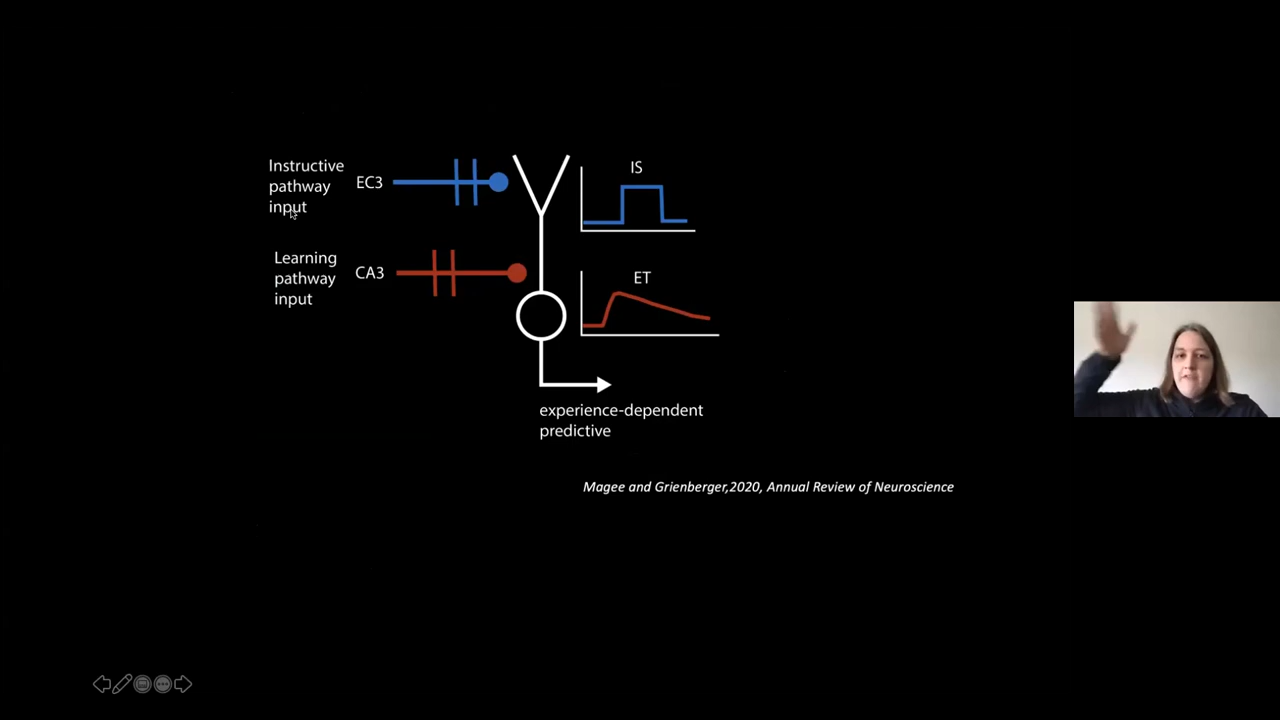 Instructive
pathway
input
EC3
IS
Learning
pathway
input
CA3
ET
experience-dependent
predictive
Magee and Grienberger,2020, Annual Review of Neuroscience